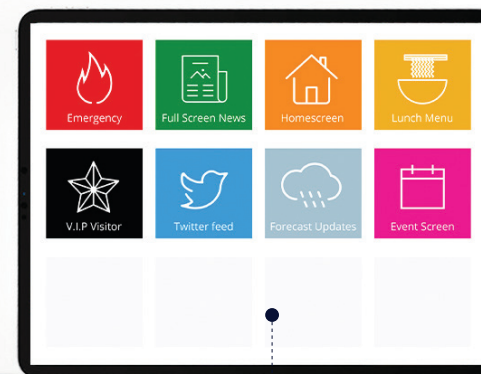 Emergency
Full Screen News
Homescreen
Lunch Menu
V.I.P Visitor
Twitter feed
Forecast Updates
Event Screen